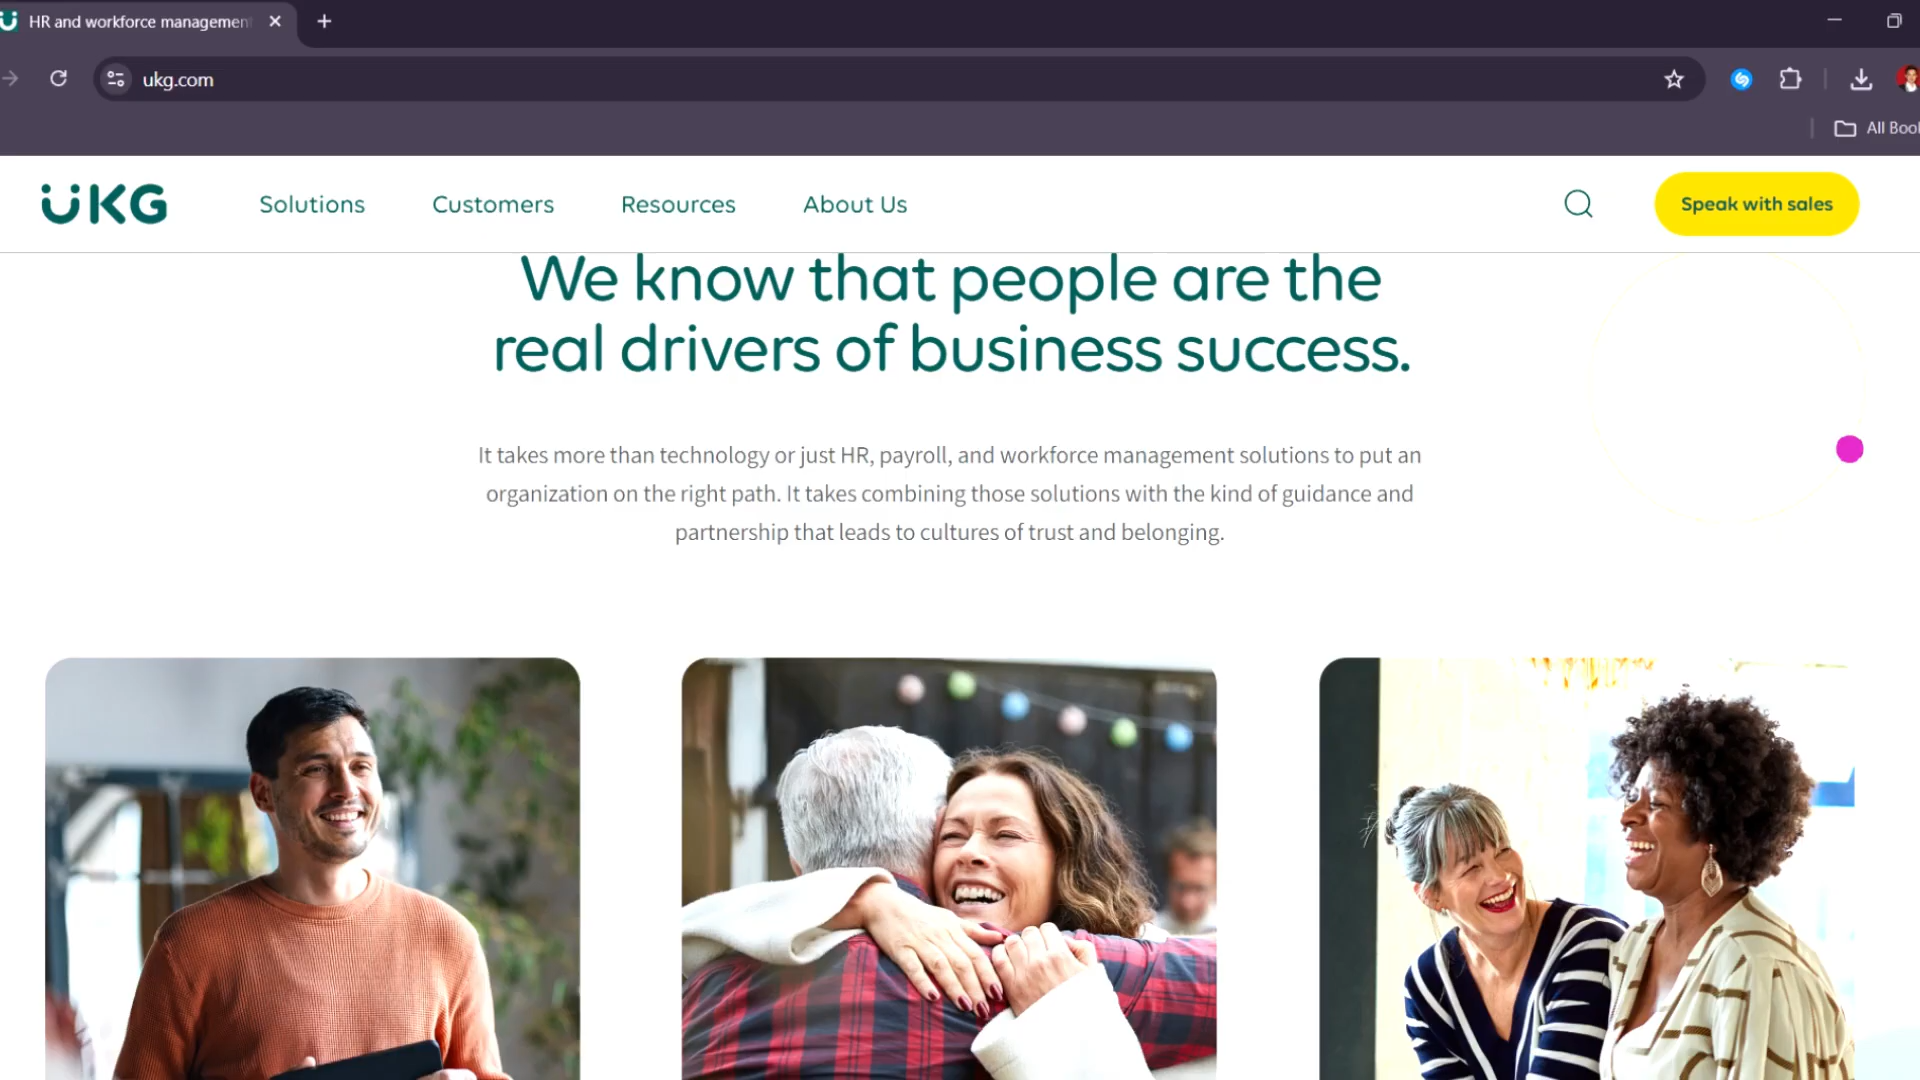 HR and workforce managemen
ukg.com
All Boo
UKG
Solutions
Customers
Resources
About Us
Speak with sales
We know that people are the
real drivers of business success.
It takes more than technology or just HR, payroll, and workforce management solutions to put an
organization on the right path. It takes combining those solutions with the kind of guidance and
partnership that leads to cultures of trust and belonging.